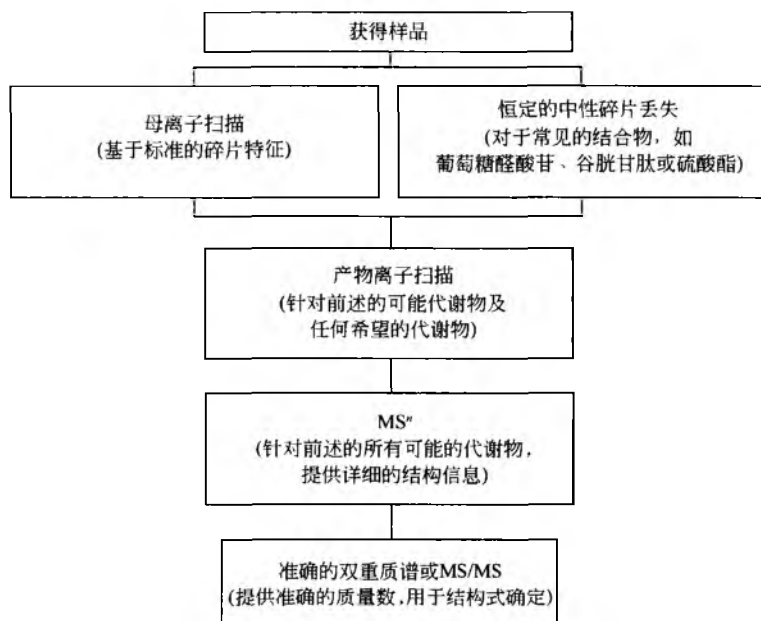 获得样品
母离子扫描
(基于标准的碎片特征)
恒定的中性碎片丢失
(对于常见的结合物，如
葡萄糖醛酸苷、谷胱甘肽或硫酸酯)
产物离子扫描
(针对前述的可能代谢物及
任何希望的代谢物)
MSⁿ
(针对前述的所有可能的代谢物，
提供详细的结构信息)
准确的双重质谱或MS/MS
(提供准确的质量数,用于结构式确定)